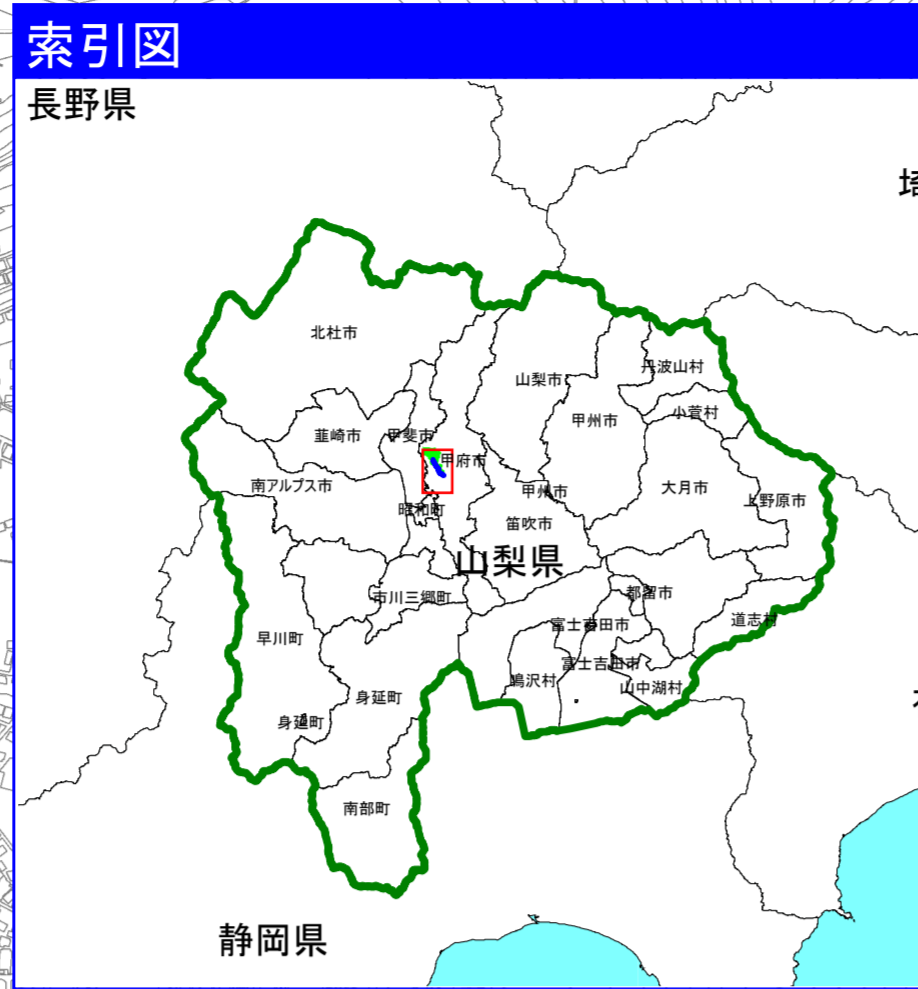 索引図
長野県
埼
北杜市
山梨市
丹波山村
小菅村
甲州市
韮崎市
甲斐市
甲府市
南アルプス市
甲州市
大月市
上野原市
昭和町
笛吹市
山梨県
市川三郷町
都留市
道志村
早川町
富士吉田市
富士吉田市
鳴沢村
山中湖村
身延町
身延町
南部町
静岡県